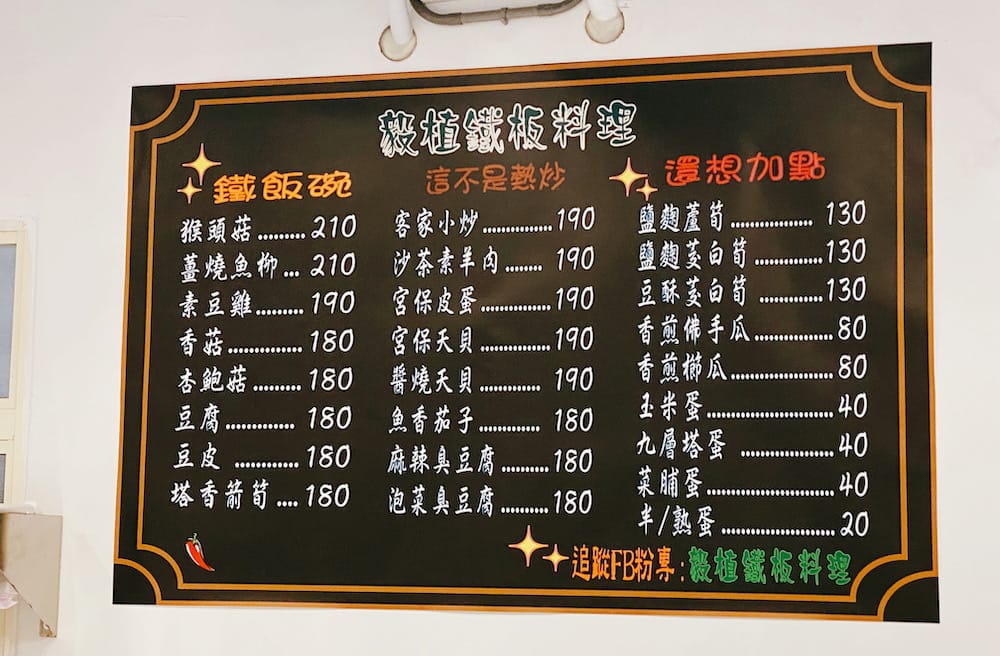 毅植鐵板料理
鐵飯碗
猴頭菇.........210
薑燒魚柳...210
素豆雞.........190
香菇..............180
杏鮑菇.........180
豆腐.............180
豆皮............180
塔香箭筍....180
這不是熱炒
客家小炒.............190
沙茶素羊肉.......190
宮保皮蛋.............190
宮保天貝.............190
醬燒天貝...........190
魚香茄子...........180
麻辣臭豆腐.........180
泡菜臭豆腐.........180
還想加點
鹽麴蘆筍...............130
鹽麴茭白筍............130
豆酥茭白筍...........130
香煎佛手瓜..............80
香煎櫛瓜..................80
玉米蛋.......................40
九層塔蛋................40
菜脯蛋.......................40
半/熟蛋.....................20
追蹤FB粉專:毅植鐵板料理